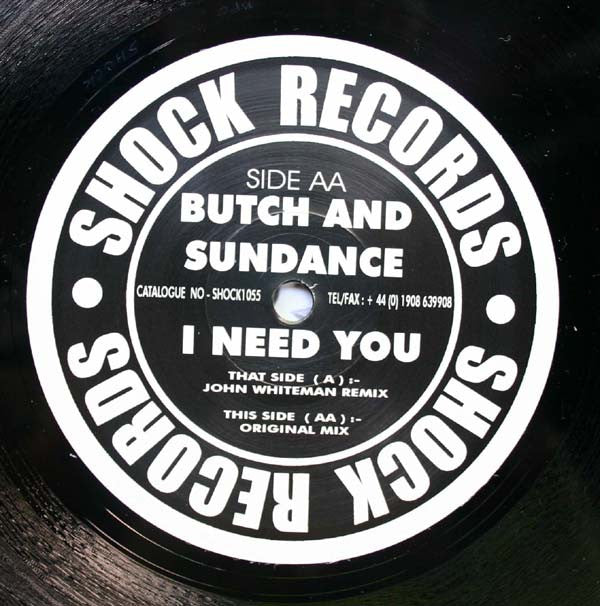 SHOCK RECORDS
SIDE AA
BUTCH AND
SUNDANCE
CATALOGUE NO - SHOCK1055 TEL/FAX : + 44 (0) 1908 639908
I NEED YOU
THAT SIDE ( A ) :-
JOHN WHITEMAN REMIX
THIS SIDE ( AA ) :-
ORIGINAL MIX
SHOCK RECORDS